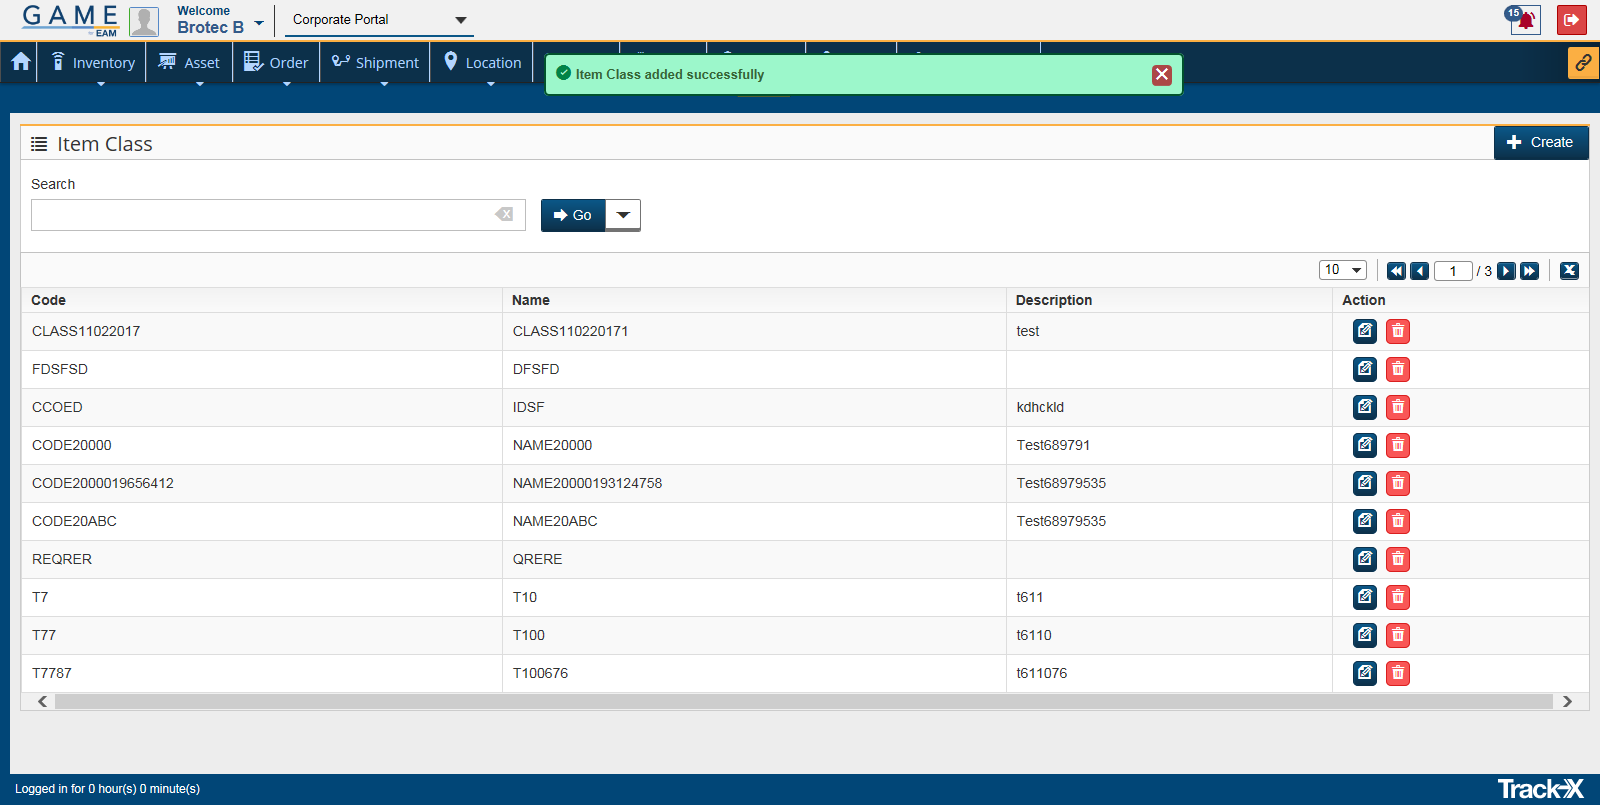 GAME
BY EAM
Welcome
Brotec B
Corporate Portal
15
Inventory
Asset
Order
Shipment
Location
Item Class added successfully
Item Class
Create
Search
Go
10
1 / 3
Code Name Description Action
CLASS11022017 CLASS110220171 test
FDSFSD DFSFD
CCOED IDSF kdhckld
CODE20000 NAME20000 Test689791
CODE2000019656412 NAME20000193124758 Test68979535
CODE20ABC NAME20ABC Test68979535
REQRER QRERE
T7 T10 t611
T77 T100 t6110
T7787 T100676 t611076
Logged in for 0 hour(s) 0 minute(s)
Track-X